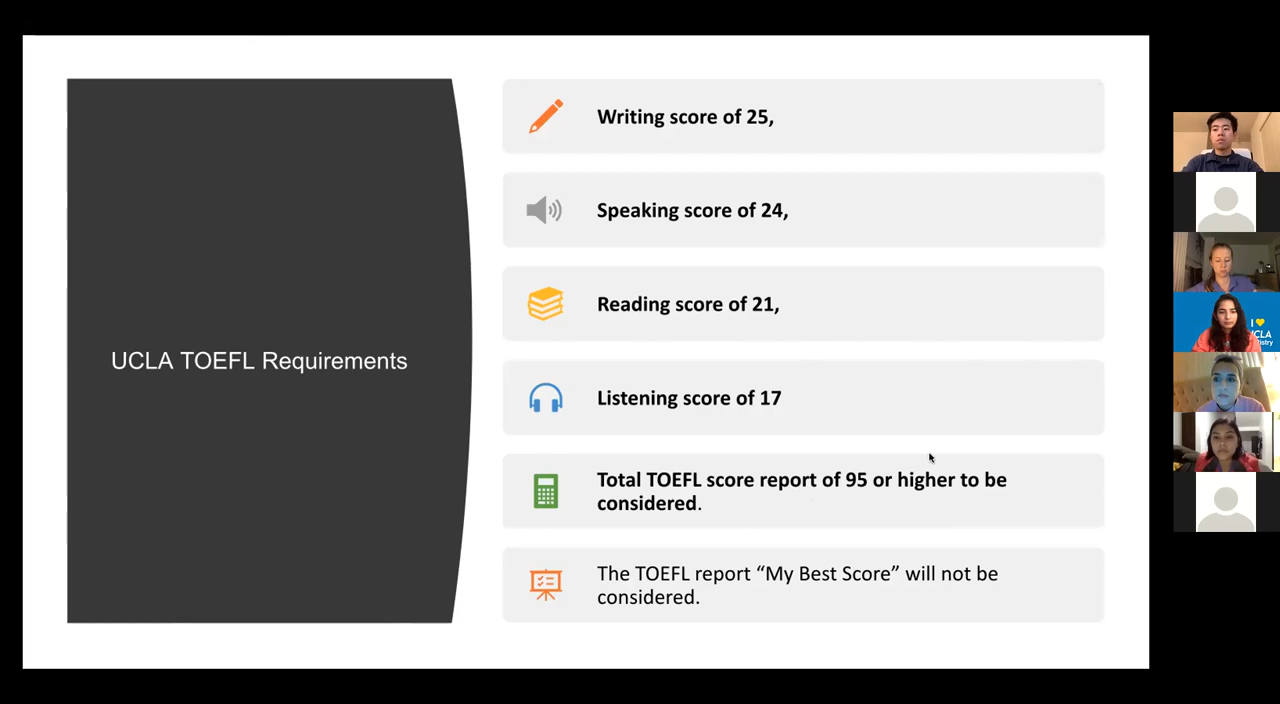 UCLA TOEFL Requirements
Writing score of 25,
Speaking score of 24,
Reading score of 21,
Listening score of 17
Total TOEFL score report of 95 or higher to be
considered.
The TOEFL report “My Best Score” will not be
considered.
I